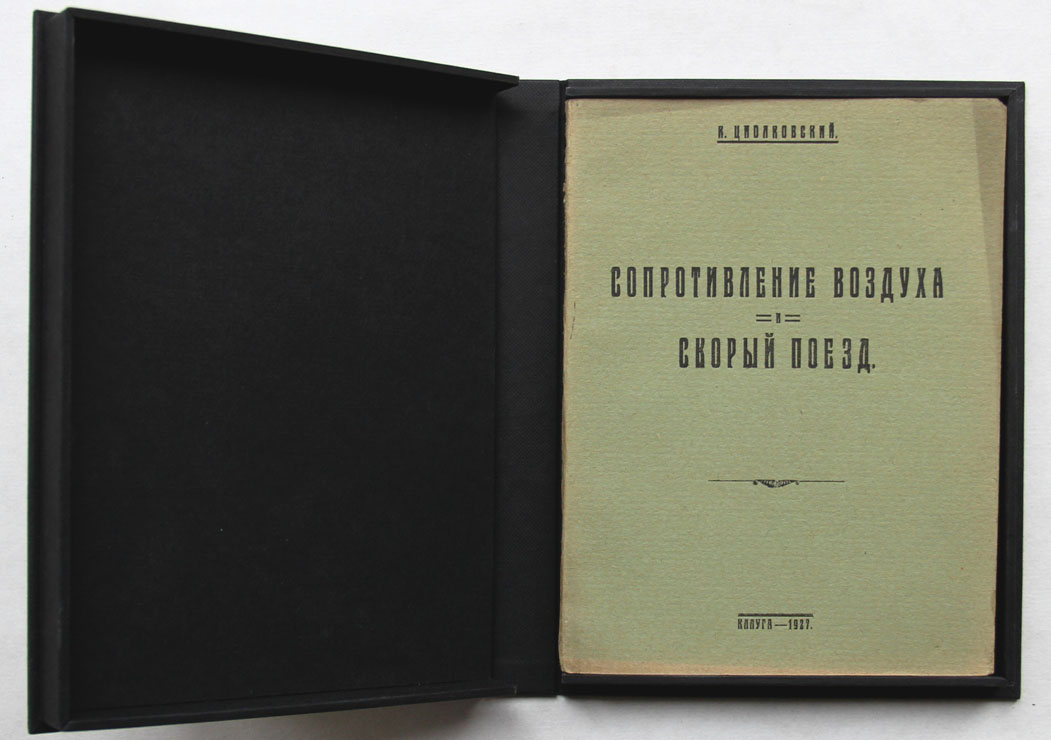 К. ЦИОЛКОВСКИЙ.
СОПРОТИВЛЕНИЕ ВОЗДУХА
=И=
СКОРЫЙ ПОЕЗД.
КАЛУГА—1927.